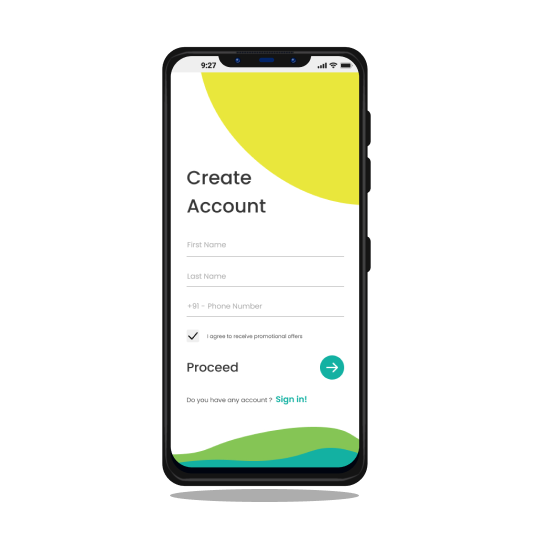 9:27
Create
Account
First Name
Last Name
+91 - Phone Number
I agree to receive promotional offers
Proceed
Do you have any account ? Sign in!